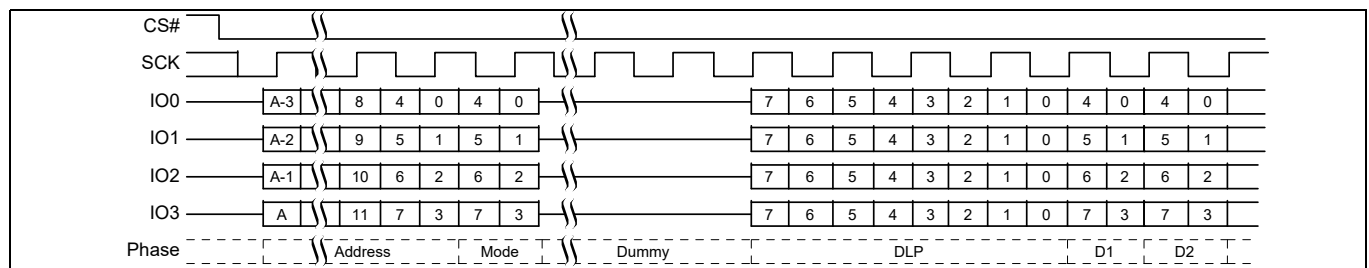 CS#
SCK
IO0 A-3 8 4 0 4 0 7 6 5 4 3 2 1 0 4 0 4 0
IO1 A-2 9 5 1 5 1 7 6 5 4 3 2 1 0 5 1 5 1
IO2 A-1 10 6 2 6 2 7 6 5 4 3 2 1 0 6 2 6 2
IO3 A 11 7 3 7 3 7 6 5 4 3 2 1 0 7 3 7 3
Phase Address Mode Dummy DLP D1 D2